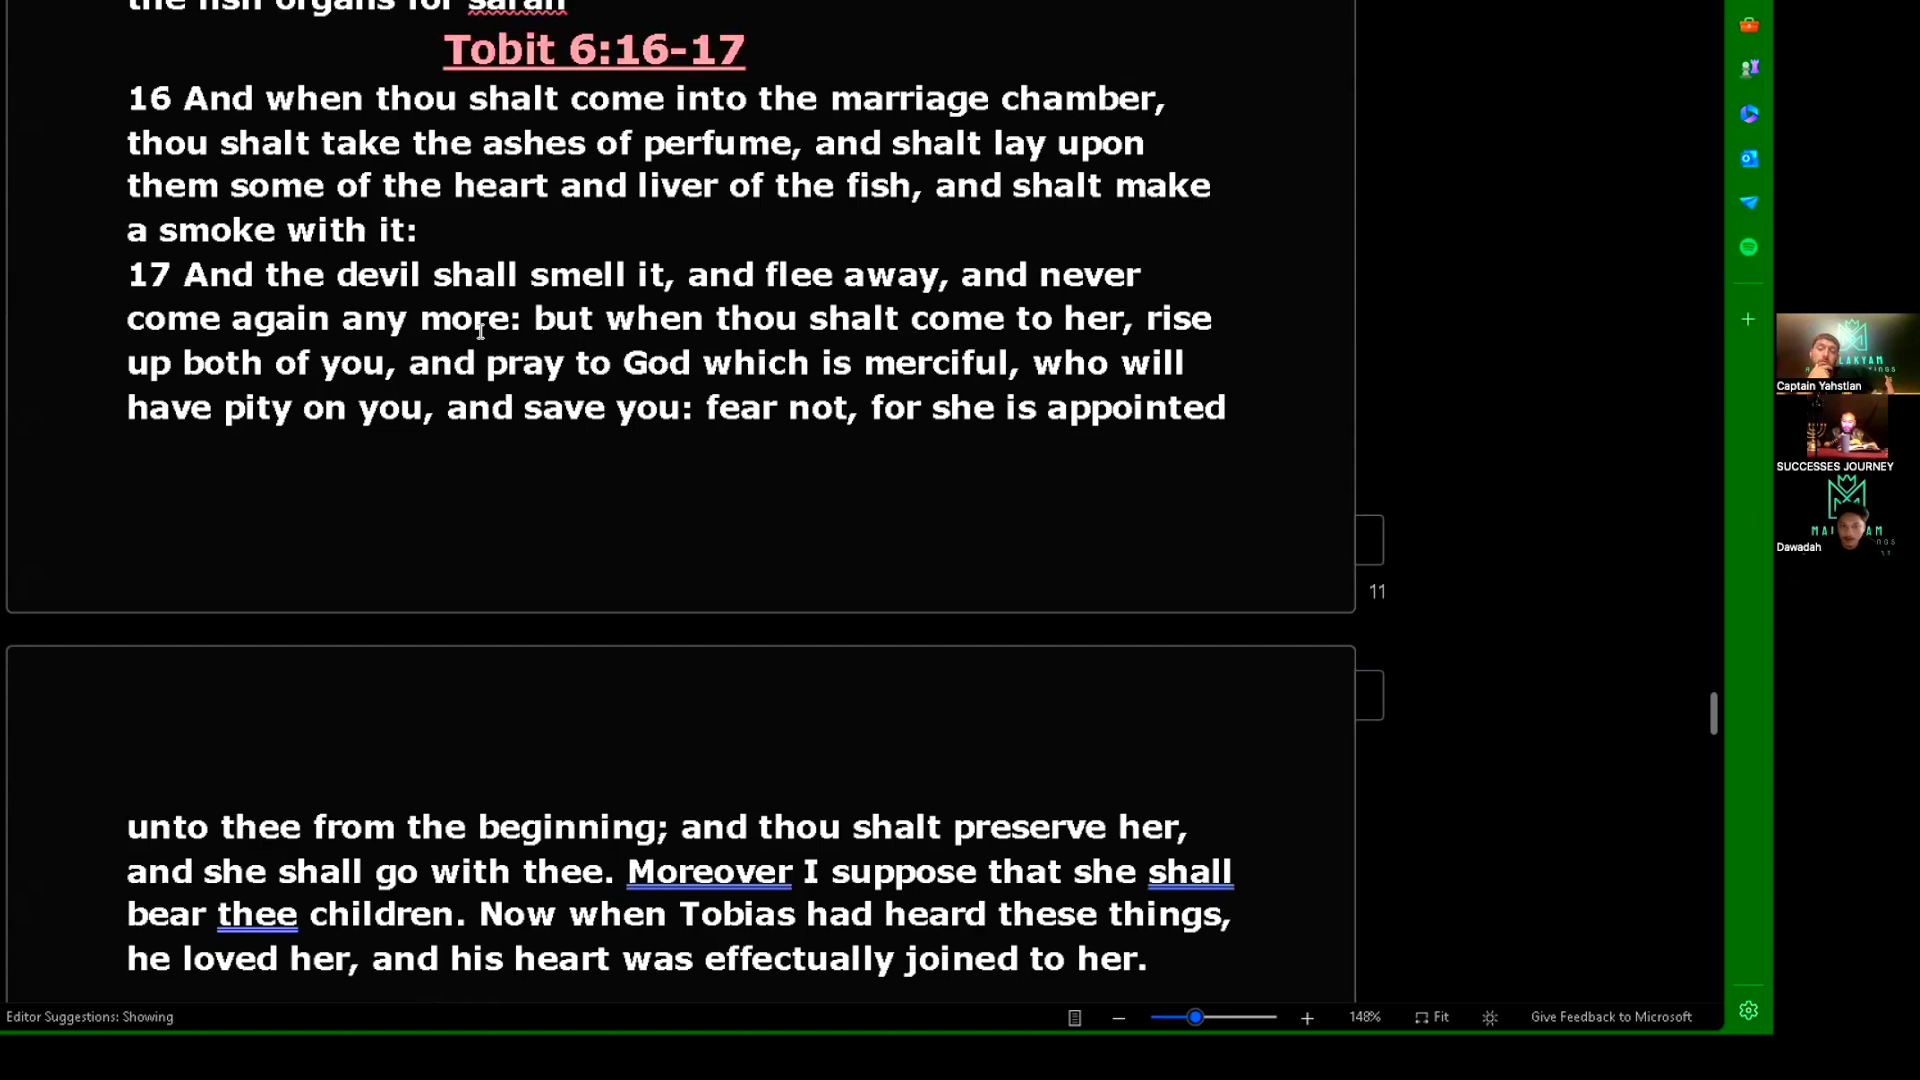 the fish organs for sarah
Tobit 6:16-17
16 And when thou shalt come into the marriage chamber,
thou shalt take the ashes of perfume, and shalt lay upon
them some of the heart and liver of the fish, and shalt make
a smoke with it:
17 And the devil shall smell it, and flee away, and never
come again any more: but when thou shalt come to her, rise
up both of you, and pray to God which is merciful, who will
have pity on you, and save you: fear not, for she is appointed
11
unto thee from the beginning; and thou shalt preserve her,
and she shall go with thee. Moreover I suppose that she shall
bear thee children. Now when Tobias had heard these things,
he loved her, and his heart was effectually joined to her.
Editor Suggestions: Showing
148%
Fit
Give Feedback to Microsoft
Captain Yahstian
SUCCESSES JOURNEY
Dawadah